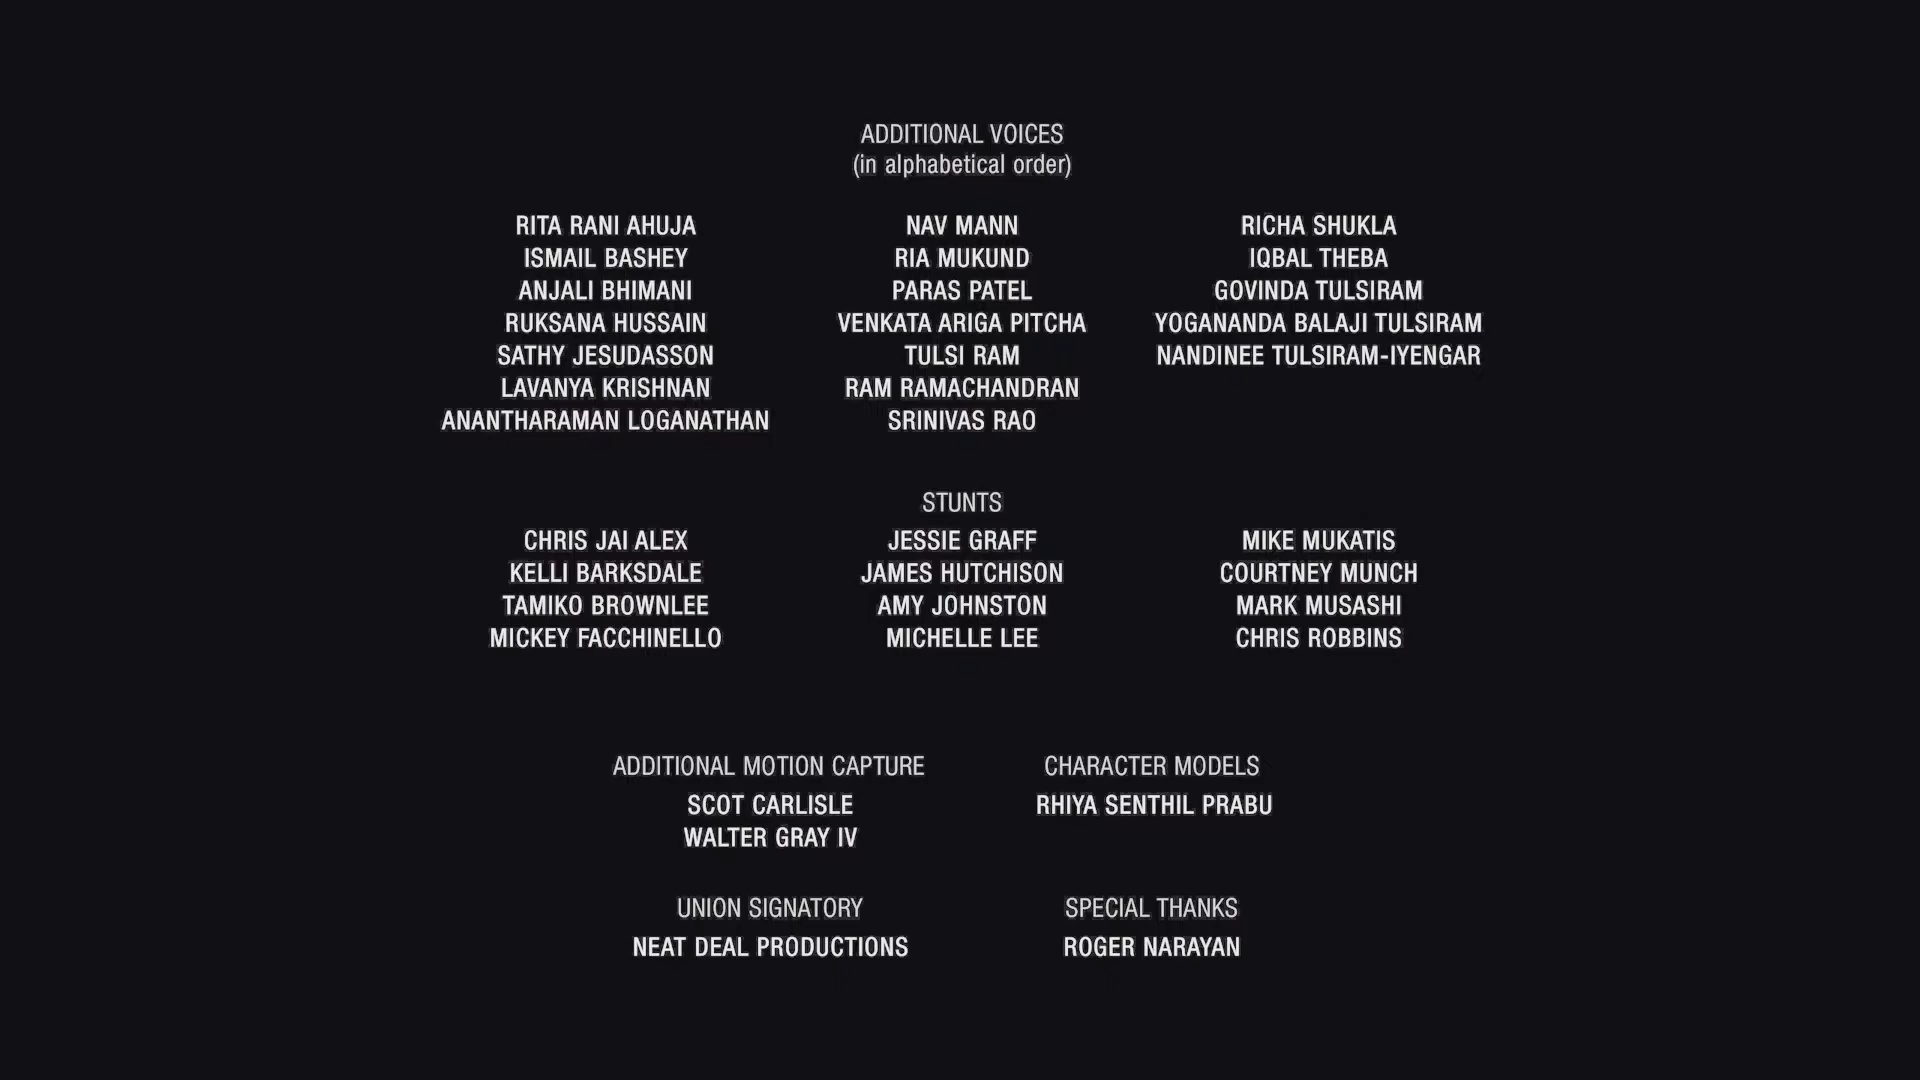 ADDITIONAL VOICES
(in alphabetical order)
RITA RANI AHUJA
ISMAIL BASHEY
ANJALI BHIMANI
RUKSANA HUSSAIN
SATHY JESUDASSON
LAVANYA KRISHNAN
ANANTHARAMAN LOGANATHAN
NAV MANN
RIA MUKUND
PARAS PATEL
VENKATA ARIGA PITCHA
TULSI RAM
RAM RAMACHANDRAN
SRINIVAS RAO
RICHA SHUKLA
IQBAL THEBA
GOVINDA TULSIRAM
YOGANANDA BALAJI TULSIRAM
NANDINEE TULSIRAM-IYENGAR
STUNTS
CHRIS JAI ALEX
KELLI BARKSDALE
TAMIKO BROWNLEE
MICKEY FACCHINELLO
JESSIE GRAFF
JAMES HUTCHISON
AMY JOHNSTON
MICHELLE LEE
MIKE MUKATIS
COURTNEY MUNCH
MARK MUSASHI
CHRIS ROBBINS
ADDITIONAL MOTION CAPTURE
SCOT CARLISLE
WALTER GRAY IV
CHARACTER MODELS
RHIYA SENTHIL PRABU
UNION SIGNATORY
NEAT DEAL PRODUCTIONS
SPECIAL THANKS
ROGER NARAYAN